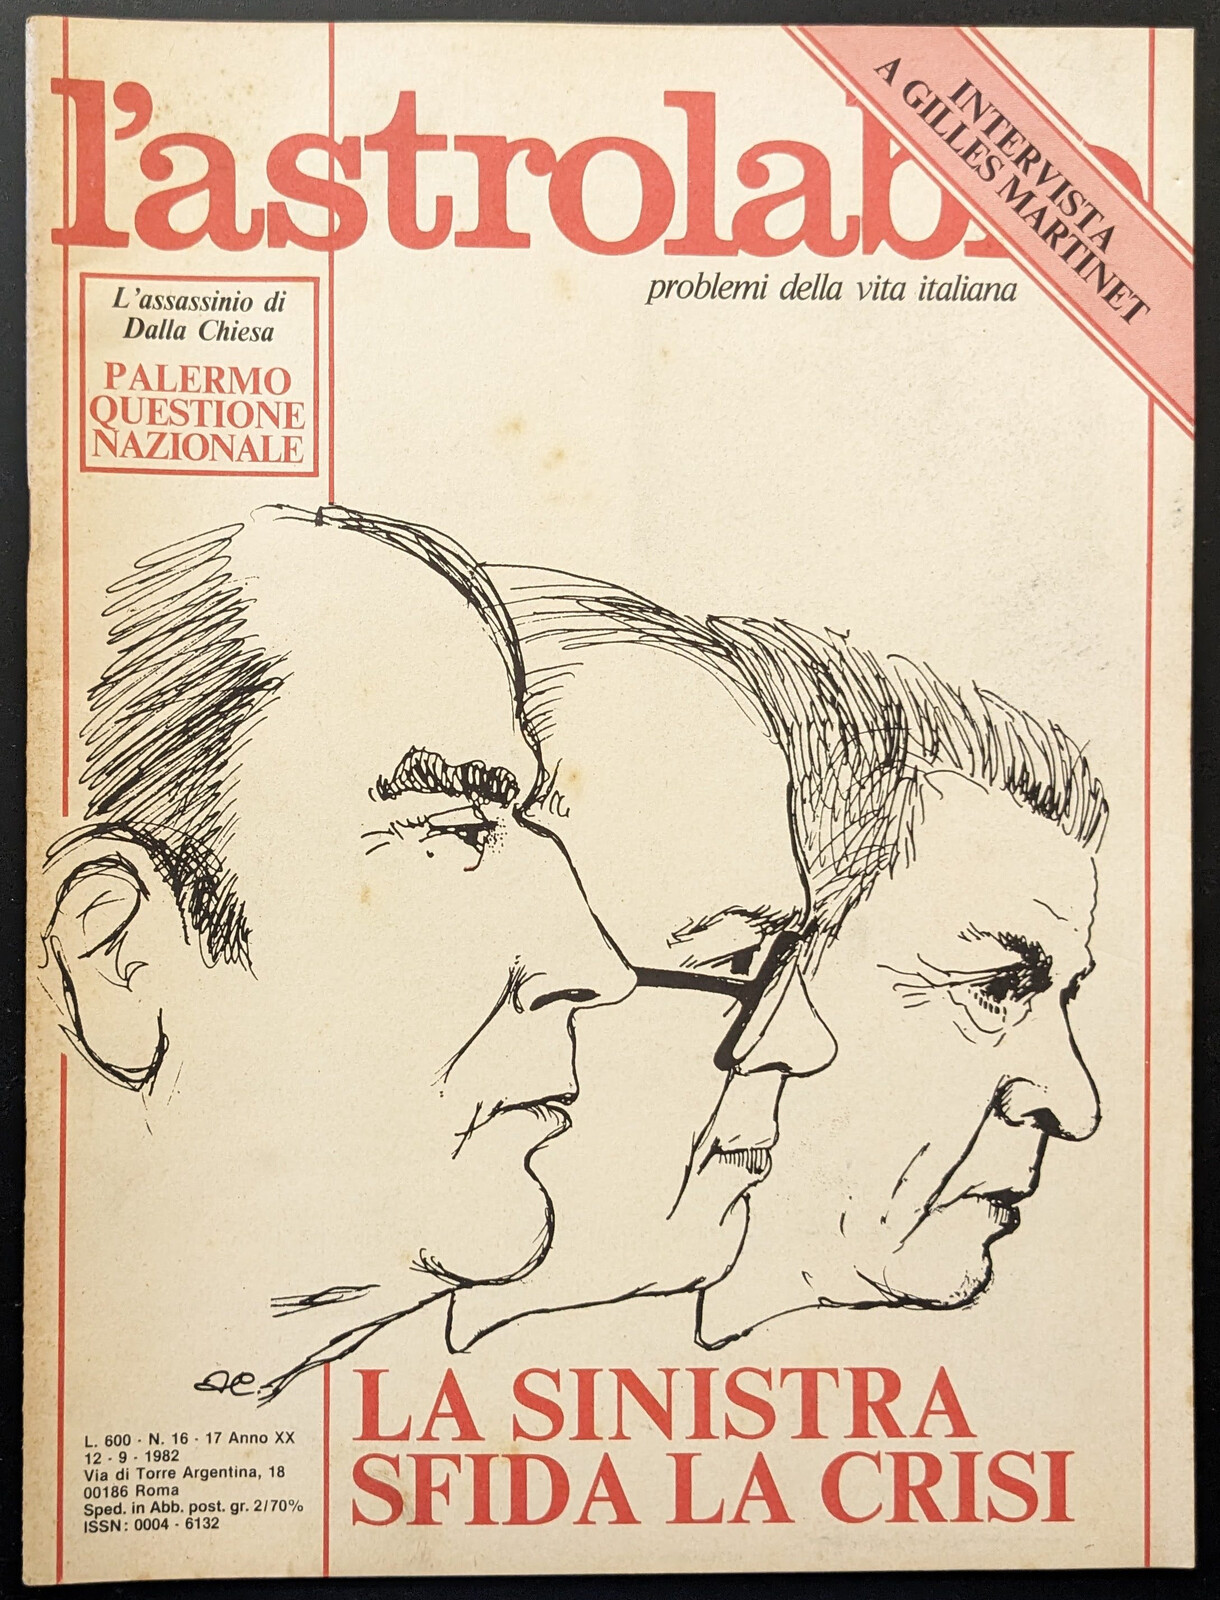 l'astrolab
INTERVISTA
A GILLES MARTINET
problemi della vita italiana
L'assassinio di
Dalla Chiesa
PALERMO
QUESTIONE
NAZIONALE
LA SINISTRA
SFIDA LA CRISI
L. 600 - N. 16 - 17 Anno XX
12 - 9 - 1982
Via di Torre Argentina, 18
00186 Roma
Sped. in Abb. post. gr. 2/70%
ISSN: 0004 - 6132